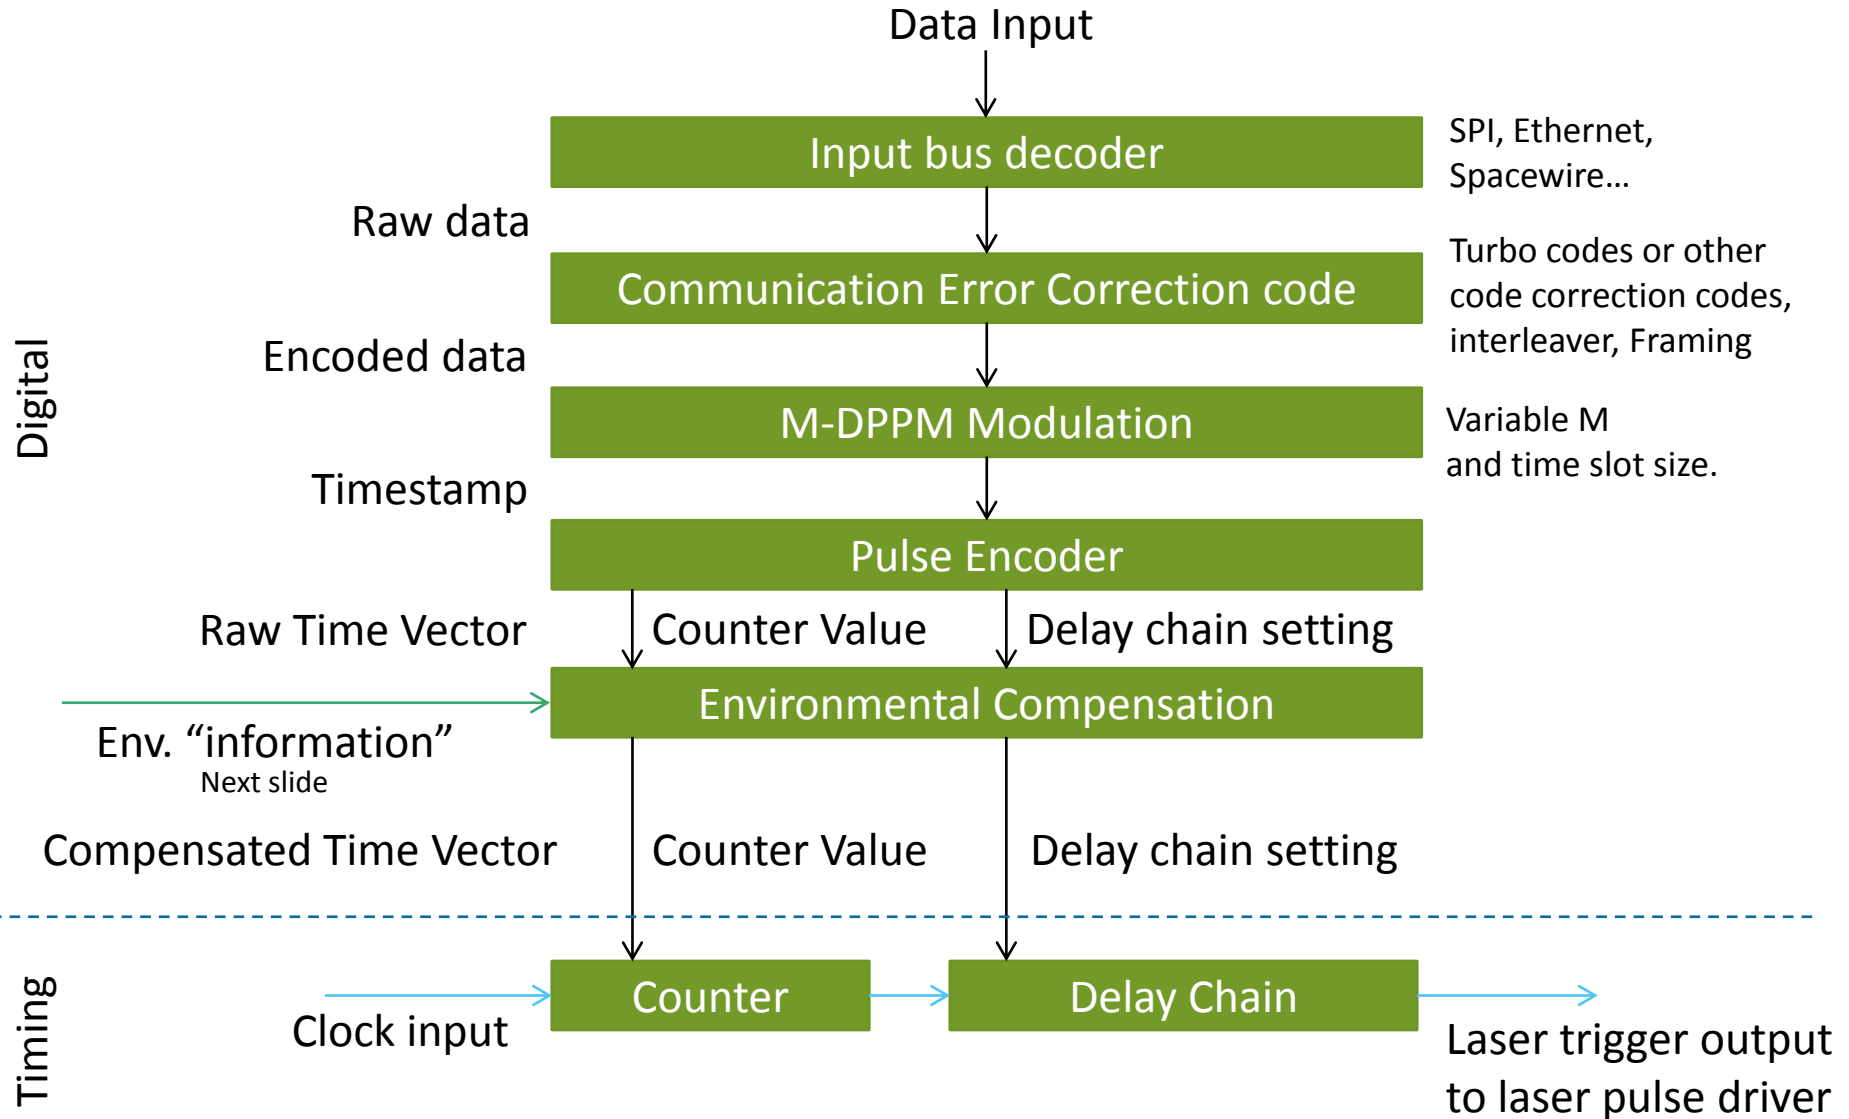 Data Input
Input bus decoder
SPI, Ethernet,
Spacewire…
Raw data
Communication Error Correction code
Turbo codes or other
code correction codes,
interleaver, Framing
Encoded data
Digital
M-DPPM Modulation
Variable M
and time slot size.
Timestamp
Pulse Encoder
Raw Time Vector
Counter Value
Delay chain setting
Environmental Compensation
Env. “information”
Next slide
Compensated Time Vector
Counter Value
Delay chain setting
Timing
Clock input
Counter
Delay Chain
Laser trigger output
to laser pulse driver